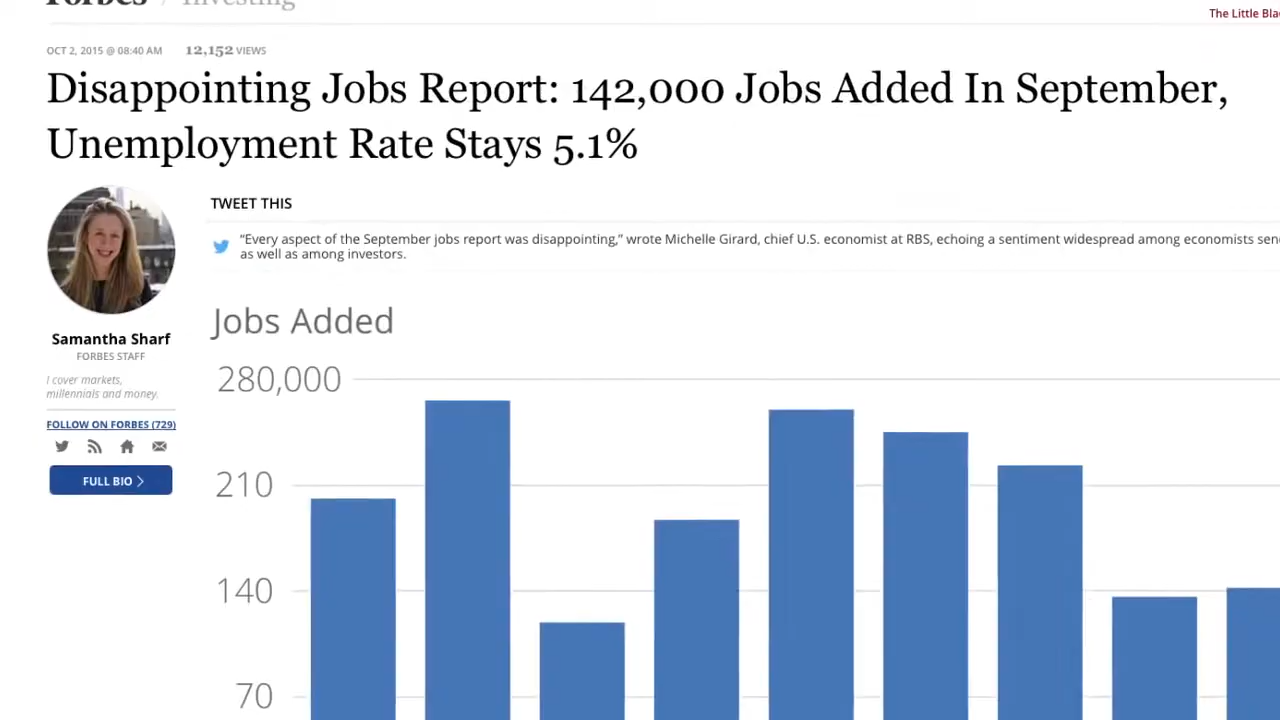 Forbes / Investing
The Little Bla
OCT 2, 2015 @ 08:40 AM 12,152 VIEWS
Disappointing Jobs Report: 142,000 Jobs Added In September,
Unemployment Rate Stays 5.1%
TWEET THIS
“Every aspect of the September jobs report was disappointing,” wrote Michelle Girard, chief U.S. economist at RBS, echoing a sentiment widespread among economists sen
as well as among investors.
Samantha Sharf
FORBES STAFF
I cover markets,
millennials and money.
FOLLOW ON FORBES (729)
FULL BIO
Jobs Added
280,000
210
140
70